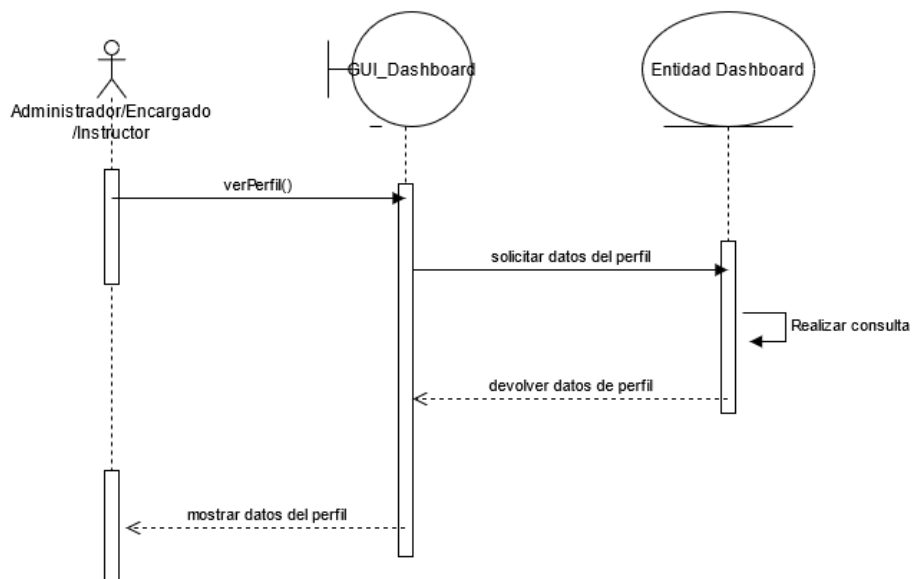 GUI_Dashboard
Entidad Dashboard
Administrador/Encargado
/Instructor
verPerfil()
solicitar datos del perfil
Realizar consulta
devolver datos de perfil
mostrar datos del perfil